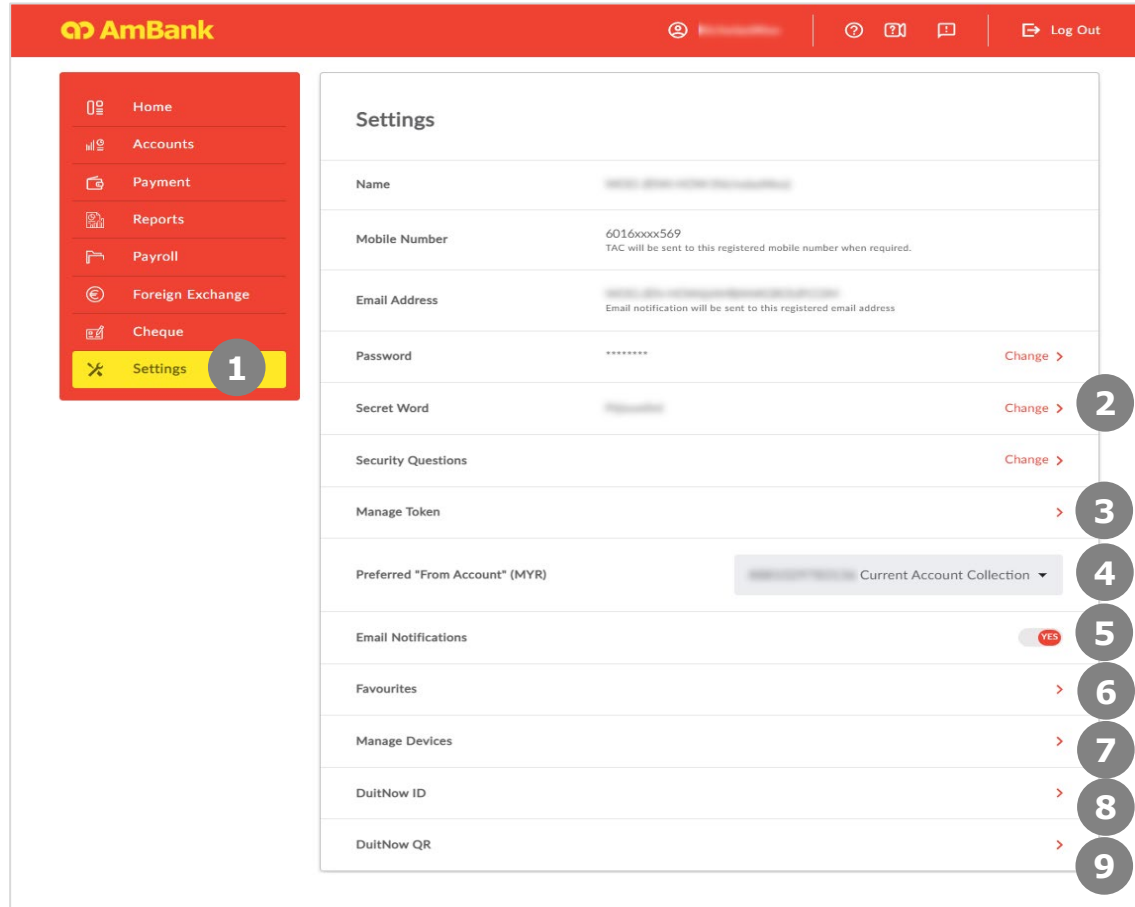 AmBank
Log Out
Home
Accounts
Payment
Reports
Payroll
Foreign Exchange
Cheque
Settings
1
Settings
Name
Mobile Number
6016xxxx569
TAC will be sent to this registered mobile number when required.
Email Address
Email notification will be sent to this registered email address
Password
********
Change >
Secret Word
Change >
2
Security Questions
Change >
Manage Token
>
3
Preferred "From Account" (MYR)
Current Account Collection
4
Email Notifications
YES
5
Favourites
>
6
Manage Devices
>
7
DuitNow ID
>
8
DuitNow QR
>
9